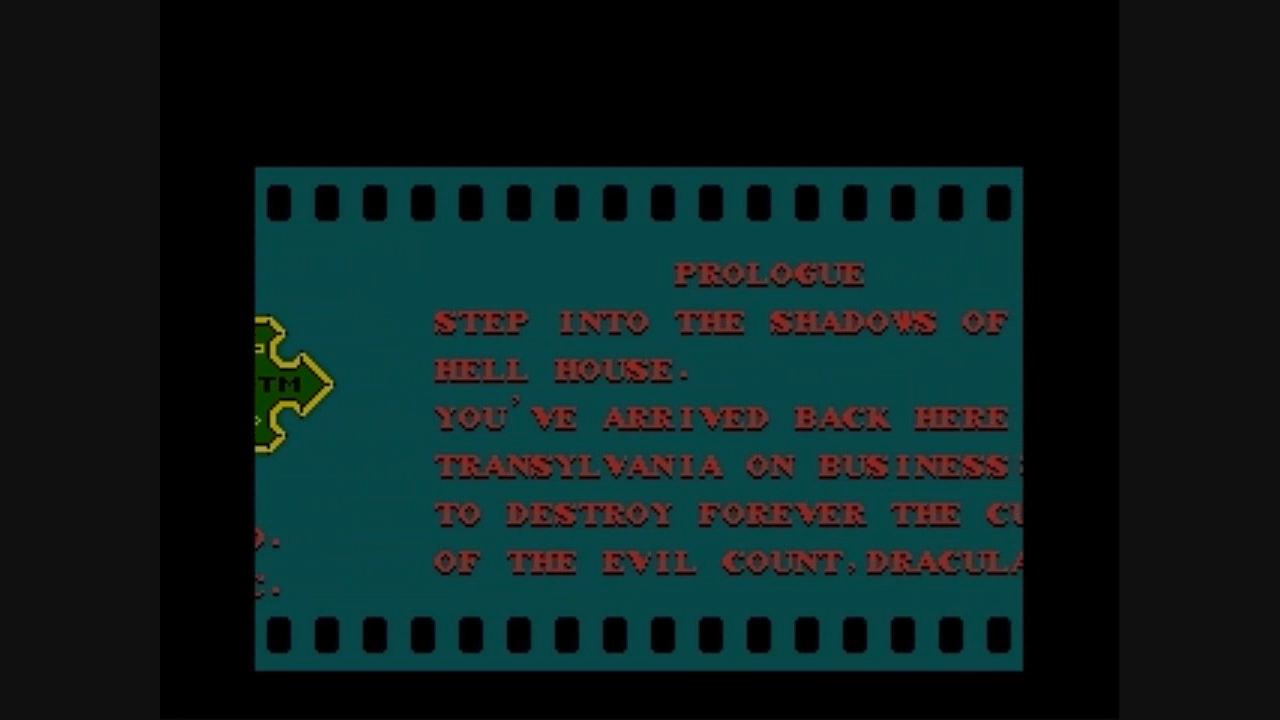 PROLOGUE
STEP INTO THE SHADOWS OF
HELL HOUSE.
YOU'VE ARRIVED BACK HERE
TM
TRANSYLVANIA ON BUSINESS:
TO DESTROY FOREVER THE
OF THE EVIL COUNT,DRACULA